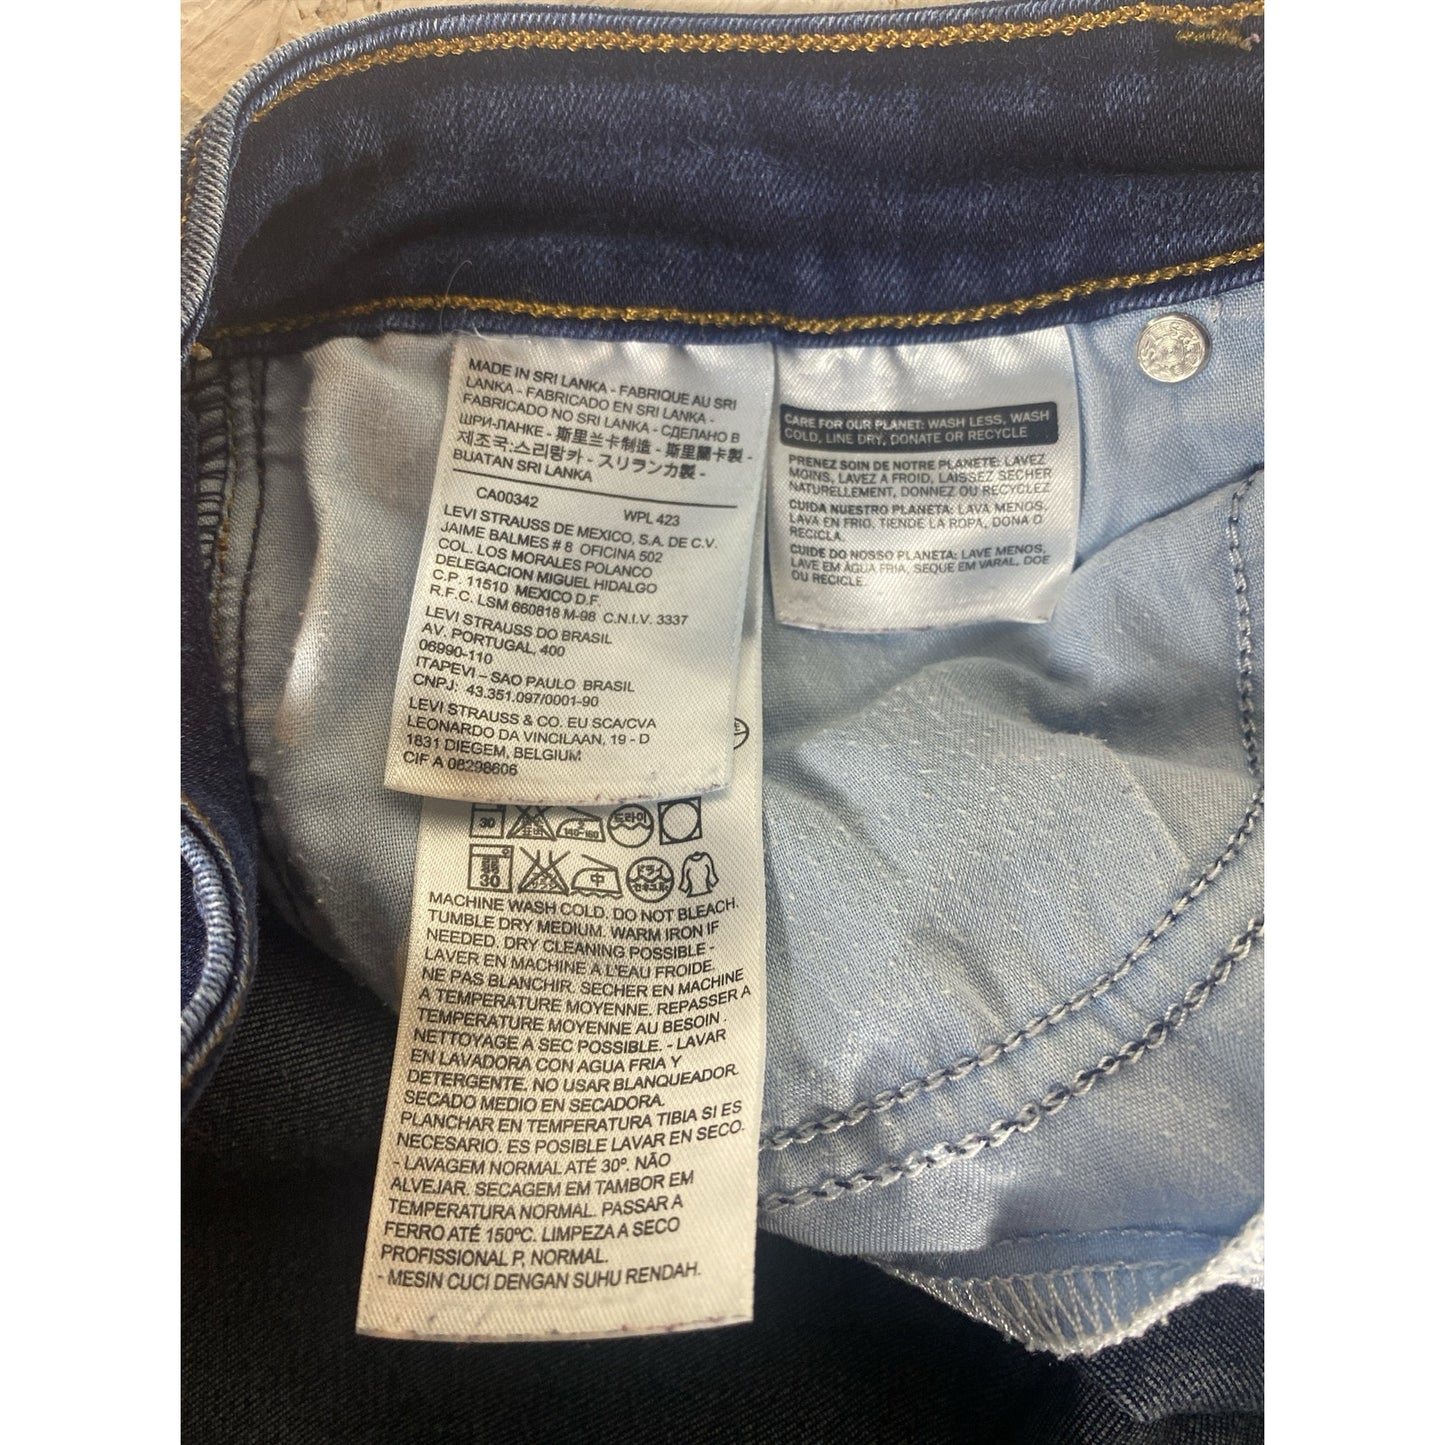 MADE IN SRI LANKA - FABRIQUE AU SRI
LANKA - FABRICADO EN SRI LANKA -
FABRICADO NO SRI LANKA - СДЕЛАНО В
ШРИ-ЛАНКЕ - 斯里兰卡制造 - 斯里蘭卡製 -
제조국:스리랑카 - スリランカ製 -
BUATAN SRI LANKA
CA00342 WPL 423
LEVI STRAUSS DE MEXICO, S.A. DE C.V.
JAIME BALMES # 8 OFICINA 502
COL. LOS MORALES POLANCO
DELEGACION MIGUEL HIDALGO
C.P. 11510 MEXICO D.F.
R.F.C. LSM 660818 M-98 C.N.I.V. 3337
LEVI STRAUSS DO BRASIL
AV. PORTUGAL, 400
06990-110
ITAPEVI – SAO PAULO BRASIL
CNPJ: 43.351.097/0001-90
LEVI STRAUSS & CO. EU SCA/CVA
LEONARDO DA VINCILAAN, 19 - D
1831 DIEGEM, BELGIUM
CIF A 08298606
CARE FOR OUR PLANET: WASH LESS, WASH
COLD, LINE DRY, DONATE OR RECYCLE
PRENEZ SOIN DE NOTRE PLANETE: LAVEZ
MOINS, LAVEZ À FROID, LAISSEZ SÉCHER
NATURELLEMENT, DONNEZ OU RECYCLEZ
CUIDA NUESTRO PLANETA: LAVA MENOS,
LAVA EN FRIO, TIENDE LA ROPA, DONA O
RECICLA.
CUIDE DO NOSSO PLANETA: LAVE MENOS,
LAVE EM ÁGUA FRIA, SEQUE EM VARAL, DOE
OU RECICLE.
30 140~160 드라이
30 中 ドライ
MACHINE WASH COLD. DO NOT BLEACH.
TUMBLE DRY MEDIUM. WARM IRON IF
NEEDED. DRY CLEANING POSSIBLE -
LAVER EN MACHINE A L'EAU FROIDE.
NE PAS BLANCHIR. SECHER EN MACHINE
A TEMPERATURE MOYENNE. REPASSER A
TEMPERATURE MOYENNE AU BESOIN .
NETTOYAGE A SEC POSSIBLE. - LAVAR
EN LAVADORA CON AGUA FRIA Y
DETERGENTE. NO USAR BLANQUEADOR.
SECADO MEDIO EN SECADORA.
PLANCHAR EN TEMPERATURA TIBIA SI ES
NECESARIO. ES POSIBLE LAVAR EN SECO.
- LAVAGEM NORMAL ATÉ 30º. NÃO
ALVEJAR. SECAGEM EM TAMBOR EM
TEMPERATURA NORMAL. PASSAR A
FERRO ATÉ 150ºC. LIMPEZA A SECO
PROFISSIONAL P, NORMAL.
- MESIN CUCI DENGAN SUHU RENDAH.